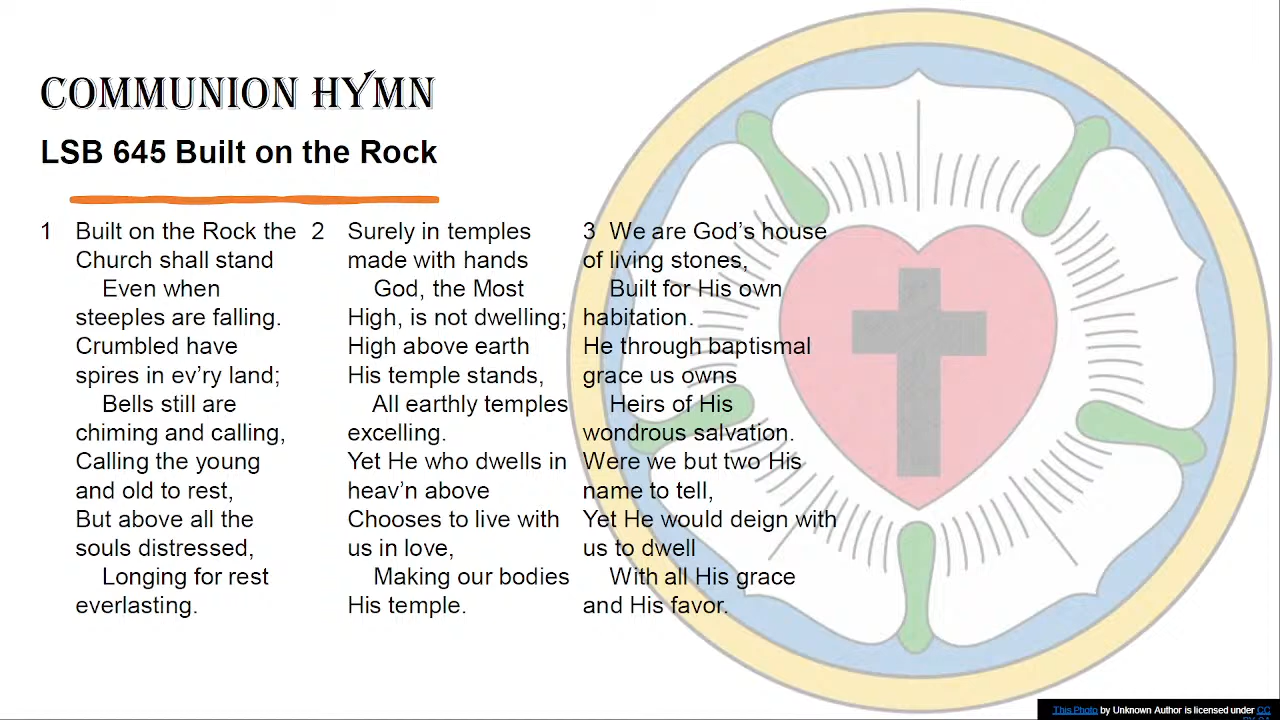 COMMUNION HYMN
LSB 645 Built on the Rock
1 Built on the Rock the
Church shall stand
Even when
steeples are falling.
Crumbled have
spires in ev’ry land;
Bells still are
chiming and calling,
Calling the young
and old to rest,
But above all the
souls distressed,
Longing for rest
everlasting.
2 Surely in temples
made with hands
God, the Most
High, is not dwelling;
High above earth
His temple stands,
All earthly temples
excelling.
Yet He who dwells in
heav’n above
Chooses to live with
us in love,
Making our bodies
His temple.
3 We are God’s house
of living stones,
Built for His own
habitation.
He through baptismal
grace us owns
Heirs of His
wondrous salvation.
Were we but two His
name to tell,
Yet He would deign with
us to dwell
With all His grace
and His favor.
This Photo by Unknown Author is licensed under CC